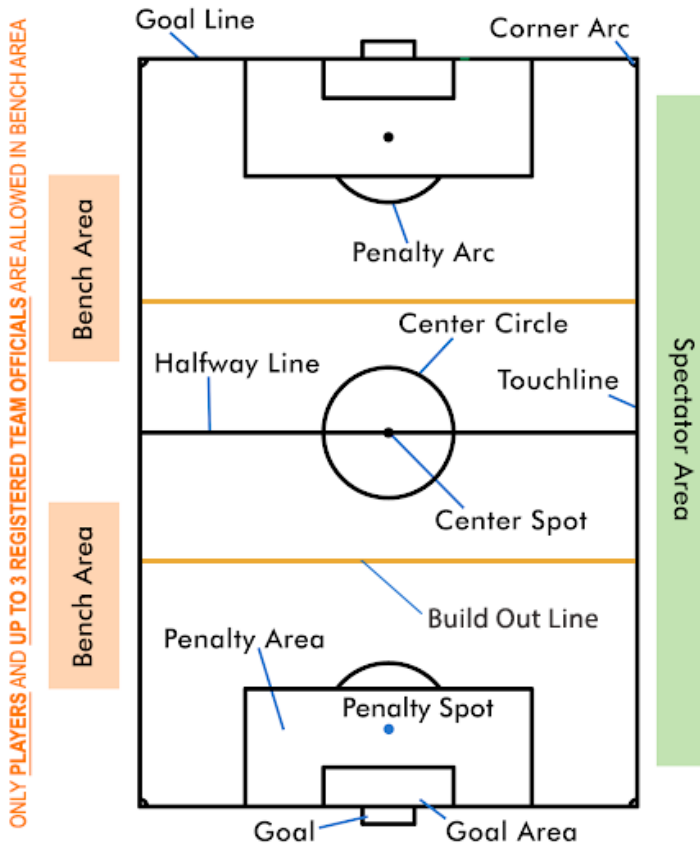 Goal Line
Corner Arc
ONLY PLAYERS AND UP TO 3 REGISTERED TEAM OFFICIALS ARE ALLOWED IN BENCH AREA
Bench Area
Penalty Arc
Center Circle
Halfway Line
Touchline
Spectator Area
Center Spot
Bench Area
Build Out Line
Penalty Area
Penalty Spot
Goal
Goal Area